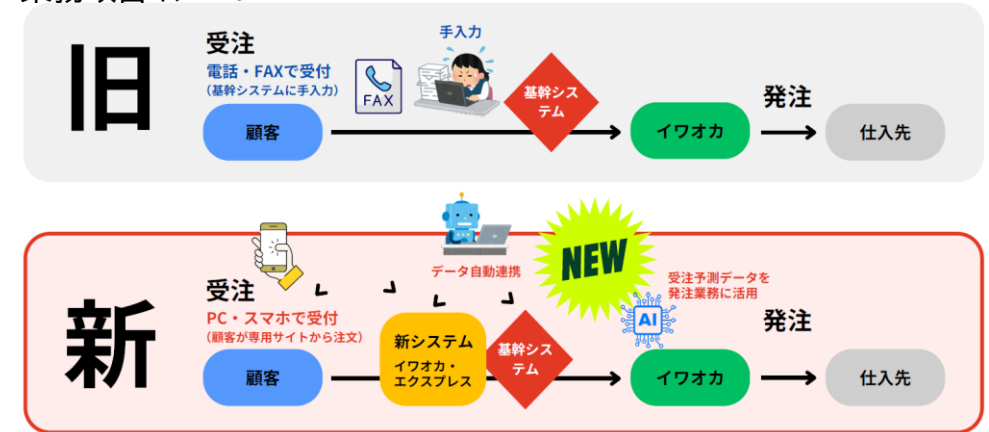 旧
受注
電話・FAXで受付
（基幹システムに手入力）
顧客
FAX
手入力
基幹シス
テム
イワオカ
発注
仕入先
新
受注
PC・スマホで受付
（顧客が専用サイトから注文）
顧客
データ自動連携
新システム
イワオカ・
エクスプレス
基幹シス
テム
NEW
受注予測データを
発注業務に活用
AI
イワオカ
発注
仕入先